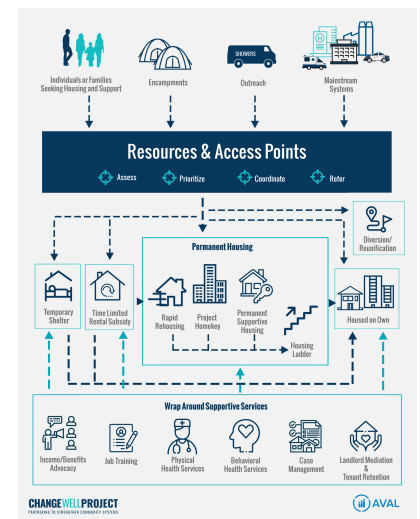 Individuals or Families
Seeking Housing and Support
Encampments
SHOWERS
Outreach
Mainstream
Systems
Resources & Access Points
Assess
Prioritize
Coordinate
Refer
Diversion/
Reunification
Permanent Housing
Temporary
Shelter
Time Limited
Rental Subsidy
Rapid
Rehousing
Project
Homekey
Permanent
Supportive
Housing
Housing
Ladder
Housed on Own
Wrap Around Supportive Services
Income/Benefits
Advocacy
Job Training
Physical
Health Services
Behavioral
Health Services
Case
Management
Landlord Mediation
&
Tenant Retention
CHANGEWELLPROJECT
PARTNERING TO STRENGTHEN COMMUNITY SYSTEMS
AVAL